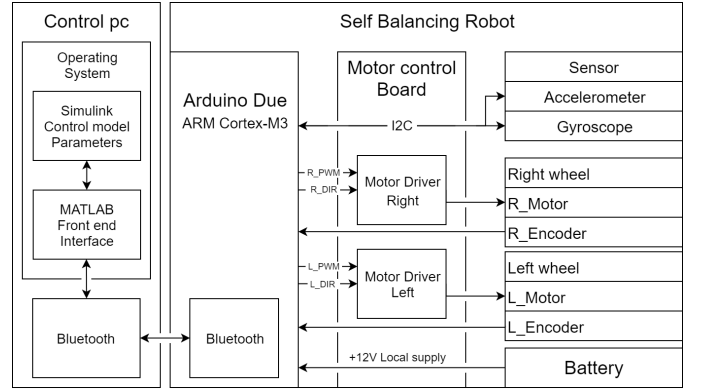 Control pc
Operating
System
Simulink
Control model
Parameters
MATLAB
Front end
Interface
Bluetooth
Self Balancing Robot
Arduino Due
ARM Cortex-M3
Bluetooth
Motor control
Board
I2C
R_PWM
R_DIR
Motor Driver
Right
L_PWM
L_DIR
Motor Driver
Left
+12V Local supply
Sensor
Accelerometer
Gyroscope
Right wheel
R_Motor
R_Encoder
Left wheel
L_Motor
L_Encoder
Battery